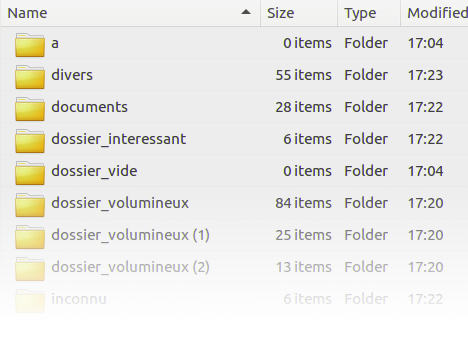 Name Size Type Modified
a 0 items Folder 17:04
divers 55 items Folder 17:23
documents 28 items Folder 17:22
dossier_interessant 6 items Folder 17:22
dossier_vide 0 items Folder 17:04
dossier_volumineux 84 items Folder 17:20
dossier_volumineux (1) 25 items Folder 17:20
dossier_volumineux (2) 13 items Folder 17:20
inconnu 6 items Folder 17:22